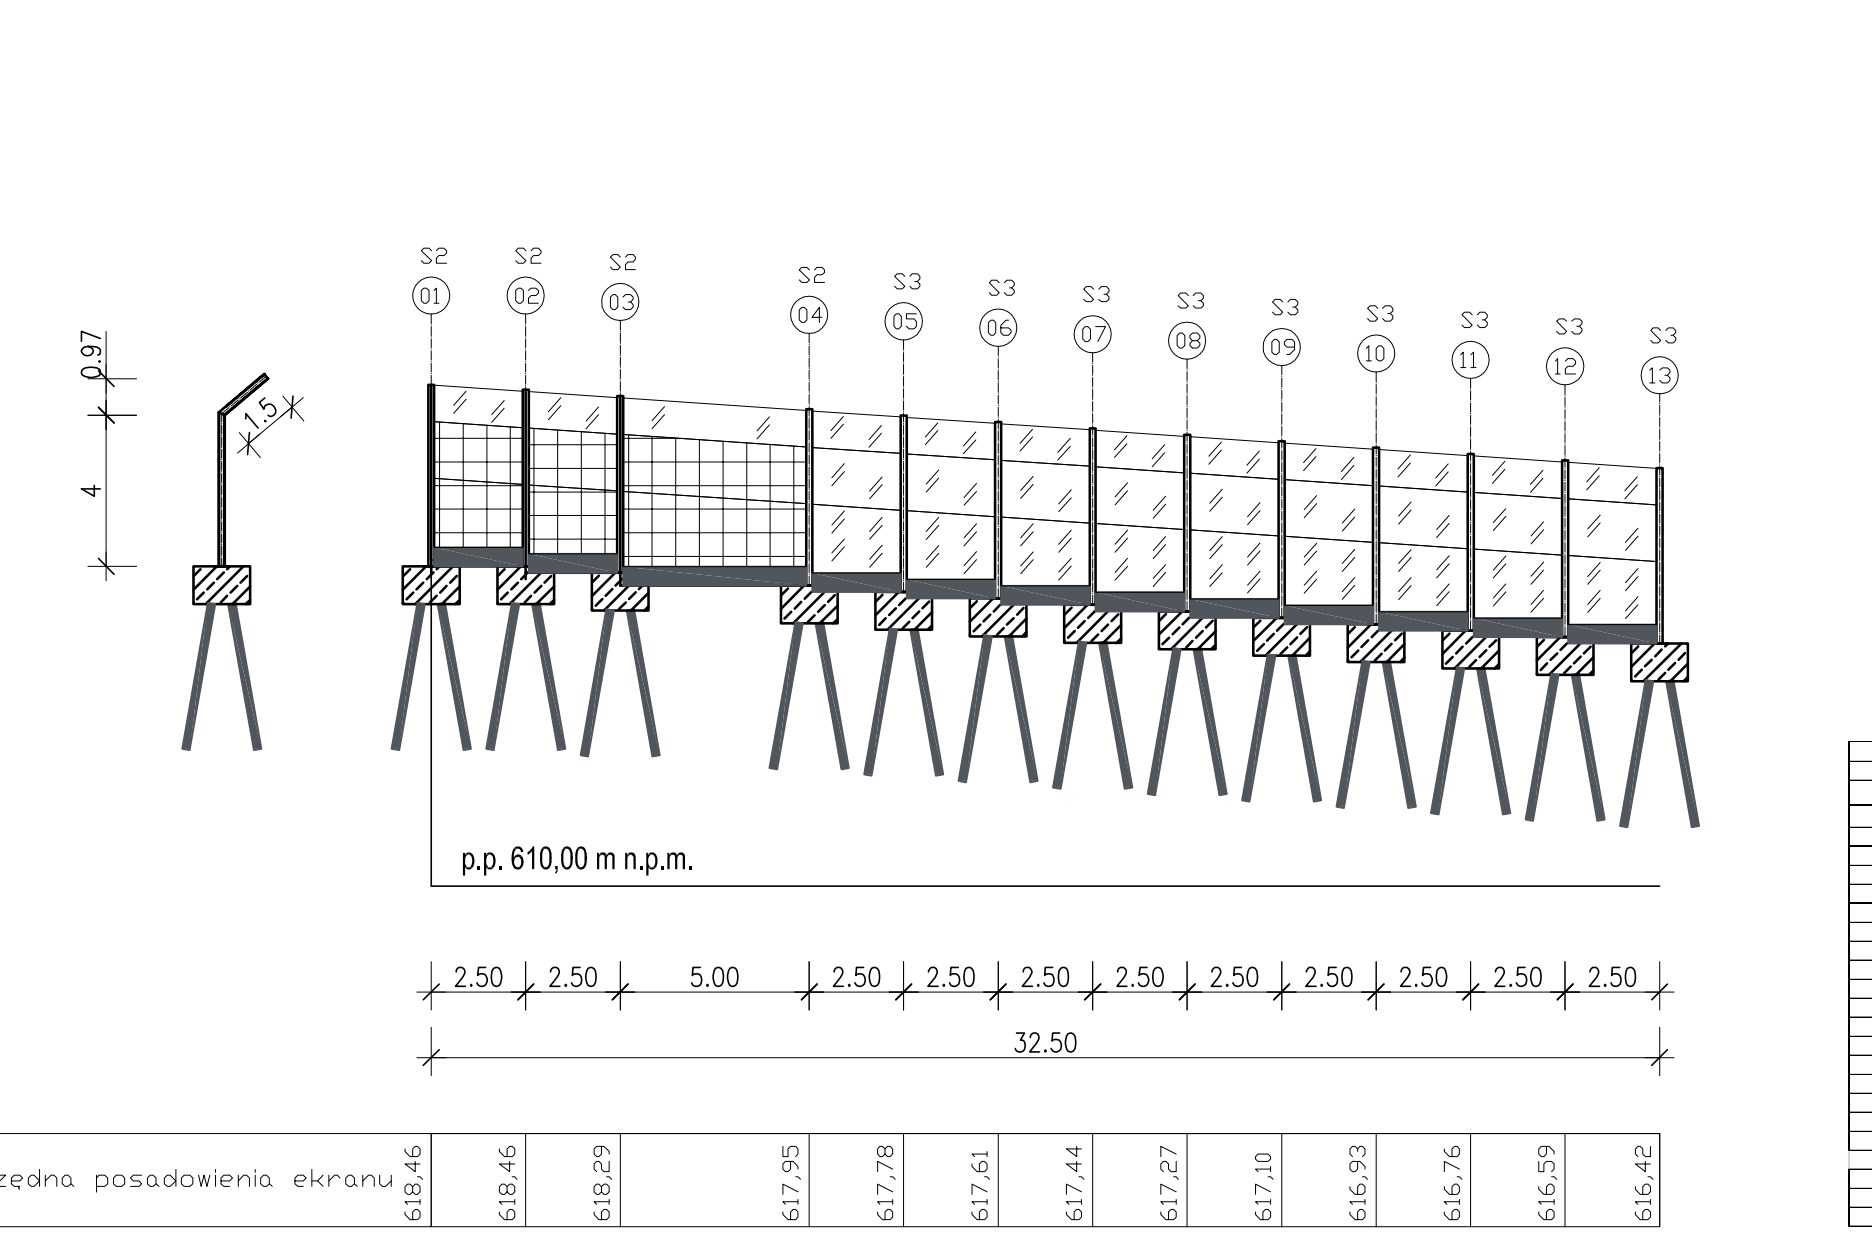 S2 S2 S2 S2 S3 S3 S3 S3 S3 S3 S3 S3 S3
01 02 03 04 05 06 07 08 09 10 11 12 13
0.97
1.5
4
p.p. 610,00 m n.p.m.
2.50 2.50 5.00 2.50 2.50 2.50 2.50 2.50 2.50 2.50 2.50 2.50
32.50
zędna posadowienia ekranu 618,46 618,46 618,29 617,95 617,78 617,61 617,44 617,27 617,10 616,93 616,76 616,59 616,42